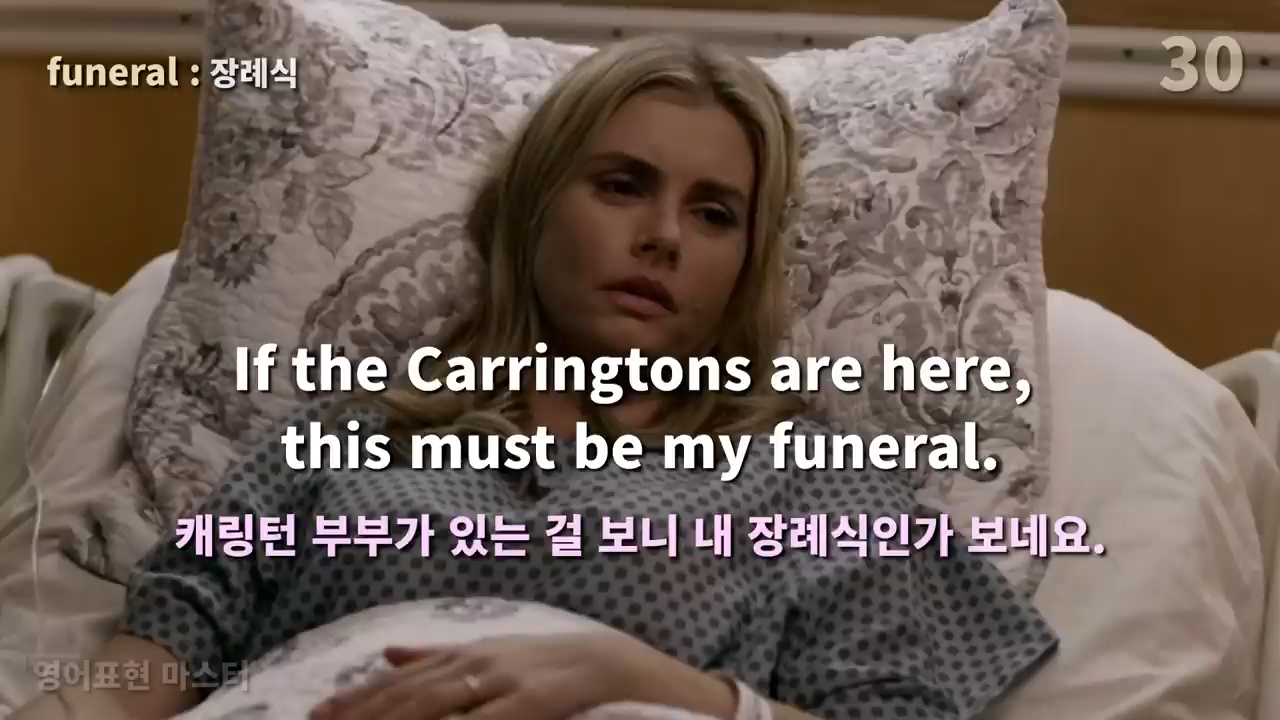 funeral : 장례식
30
If the Carringtons are here,
this must be my funeral.
캐링턴 부부가 있는 걸 보니 내 장례식인가 보네요.
영어표현 마스터